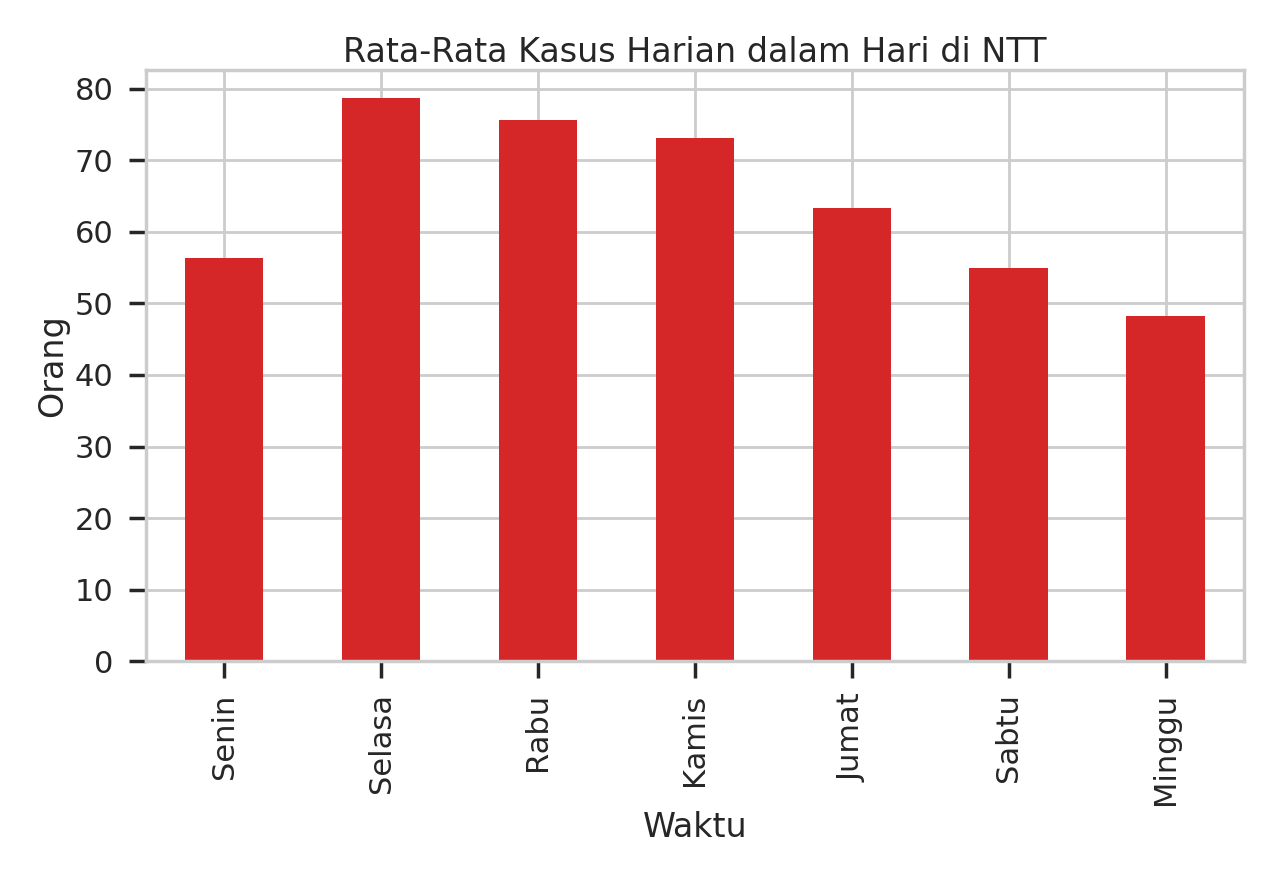 Rata-Rata Kasus Harian dalam Hari di NTT
80
70
60
50
40
30
20
10
0
Orang
Senin
Selasa
Rabu
Kamis
Jumat
Sabtu
Minggu
Waktu